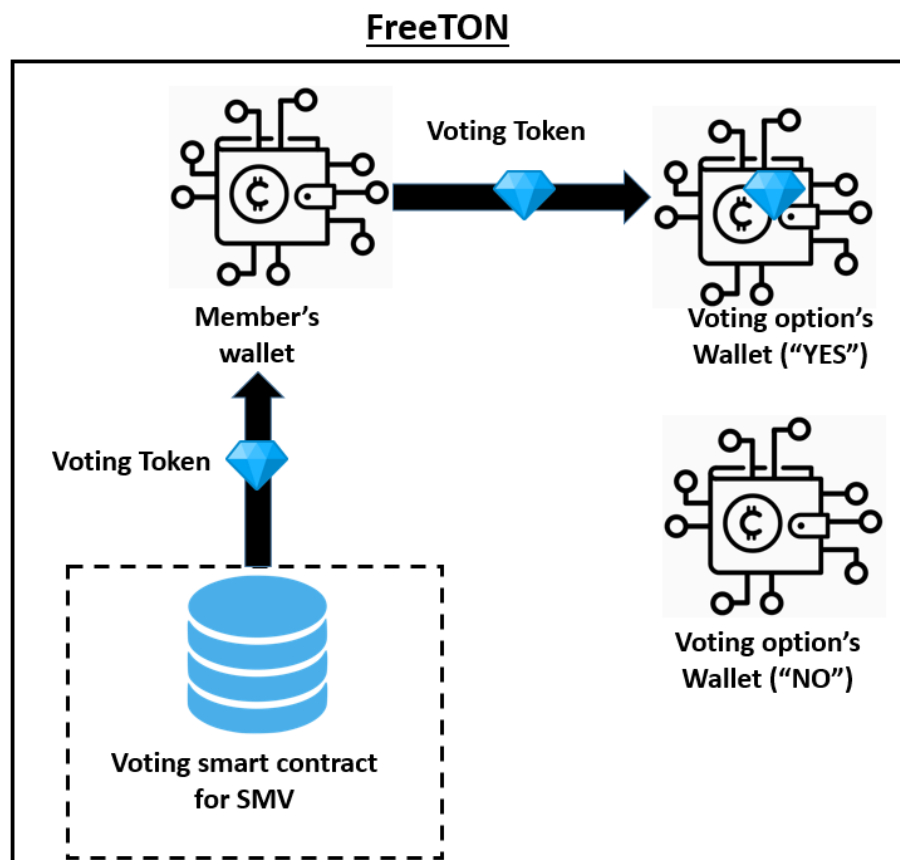 FreeTON
Voting Token
Member’s
wallet
Voting option’s
Wallet (“YES”)
Voting Token
Voting option’s
Wallet (“NO”)
Voting smart contract
for SMV